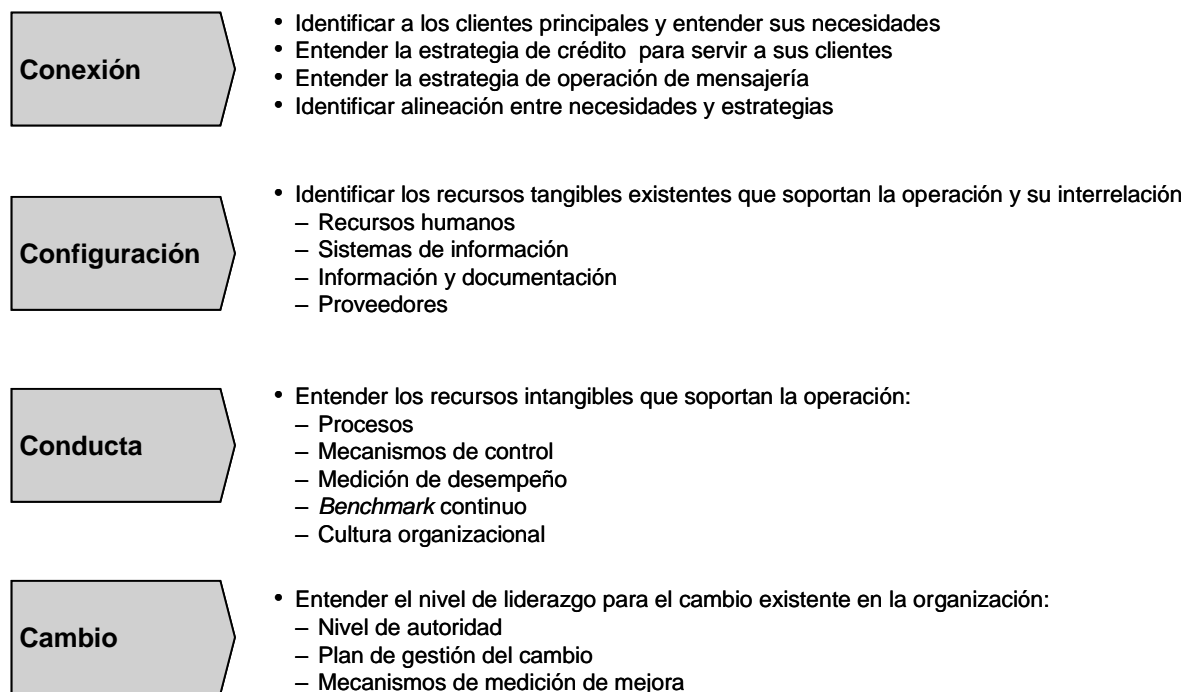 Conexión
• Identificar a los clientes principales y entender sus necesidades
• Entender la estrategia de crédito para servir a sus clientes
• Entender la estrategia de operación de mensajería
• Identificar alineación entre necesidades y estrategias
Configuración
• Identificar los recursos tangibles existentes que soportan la operación y su interrelación
– Recursos humanos
– Sistemas de información
– Información y documentación
– Proveedores
Conducta
• Entender los recursos intangibles que soportan la operación:
– Procesos
– Mecanismos de control
– Medición de desempeño
– Benchmark continuo
– Cultura organizacional
Cambio
• Entender el nivel de liderazgo para el cambio existente en la organización:
– Nivel de autoridad
– Plan de gestión del cambio
– Mecanismos de medición de mejora